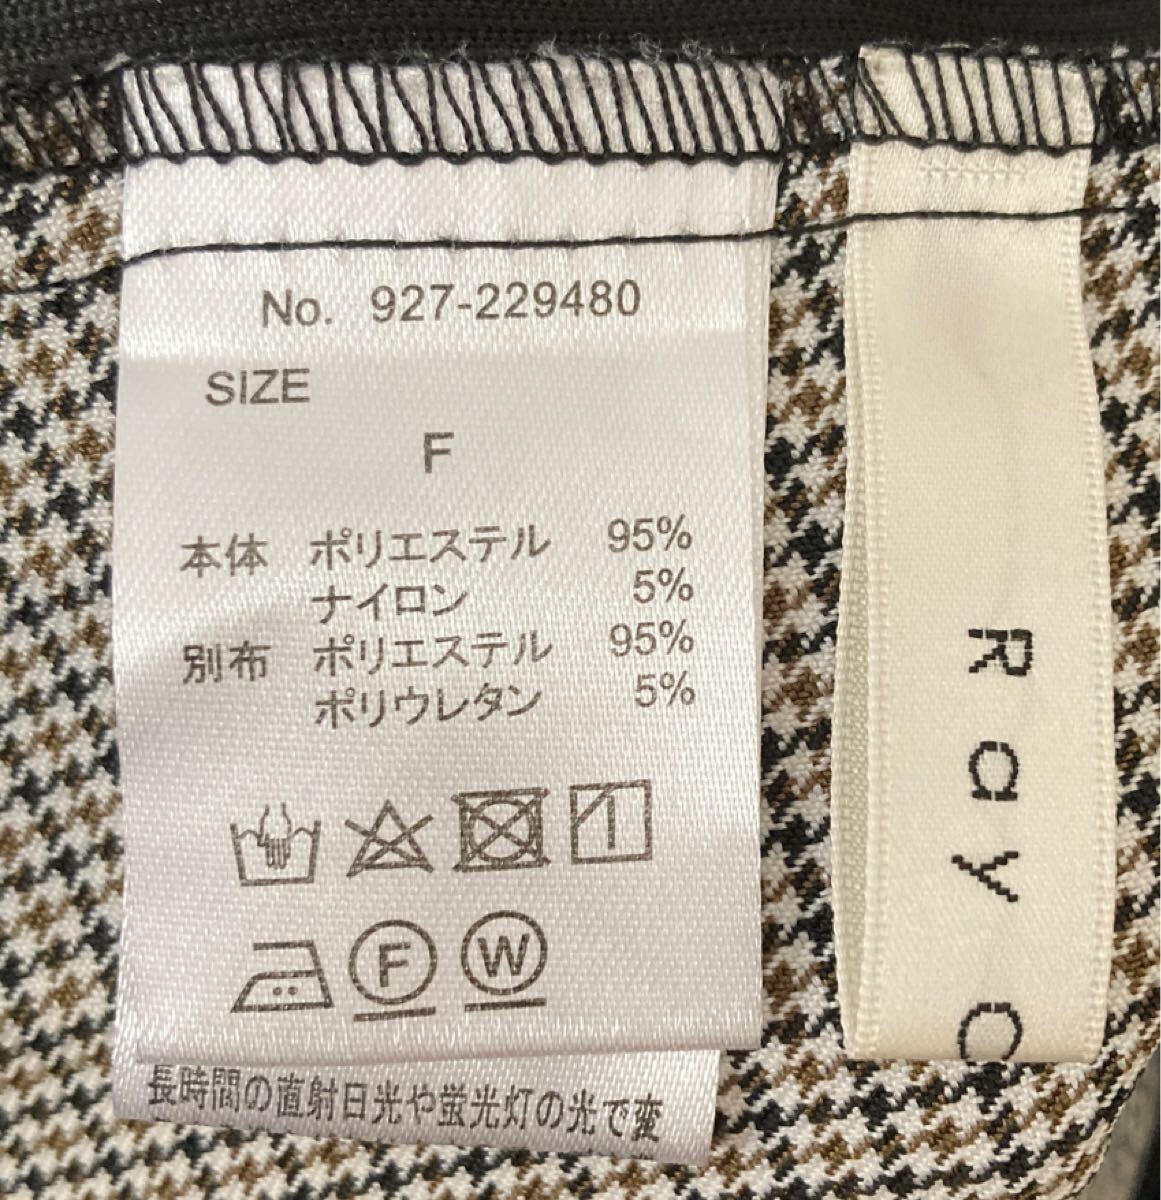 No. 927-229480
SIZE
F
本体 ポリエステル 95%
ナイロン 5%
別布 ポリエステル 95%
ポリウレタン 5%
F W
長時間の直射日光や蛍光灯の光で変
Ray C